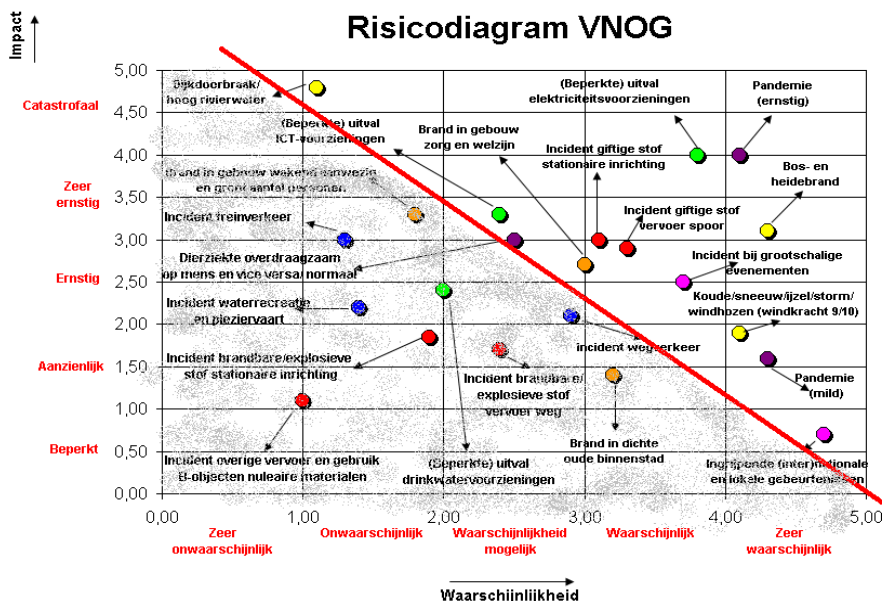 Risicodiagram VNOG
Impact
5,00
4,50
4,00
3,50
3,00
2,50
2,00
1,50
1,00
0,50
0,00
Catastrofaal
Zeer
ernstig
Ernstig
Aanzienlijk
Beperkt
Dijkdoorbraak/
hoog rivierwater
(Beperkte) uitval
ICT-voorzieningen
Brand in gebouw
zorg en welzijn
(Beperkte) uitval
elektriciteitsvoorzieningen
Pandemie
(ernstig)
Incident giftige stof
stationaire inrichting
Bos- en
heidebrand
Brand in gebouw wakend aanwezig
en groot aantal personen
Incident treinverkeer
Incident giftige stof
vervoer spoor
Dierziekte overdraagzaam
op mens en vice versa/ normaal
Incident bij grootschalige
evenementen
Incident waterrecreatie
en pleziervaart
Koude/sneeuw/ijzel/storm/
windhozen (windkracht 9/10)
Incident brandbare/explosieve
stof stationaire inrichting
incident wegverkeer
Incident brandbare/
explosieve stof
vervoer weg
Pandemie
(mild)
Brand in dichte
oude binnenstad
Incident overige vervoer en gebruik
B-objecten nuleaire materialen
(Beperkte) uitval
drinkwatervoorzieningen
Ingrijpende (inter)nationale
en lokale gebeurtenissen
0,00 1,00 2,00 3,00 4,00 5,00
Zeer
onwaarschijnlijk
Onwaarschijnlijk
Waarschijnlijkheid
mogelijk
Waarschijnlijk
Zeer
waarschijnlijk
Waarschijnlijkheid